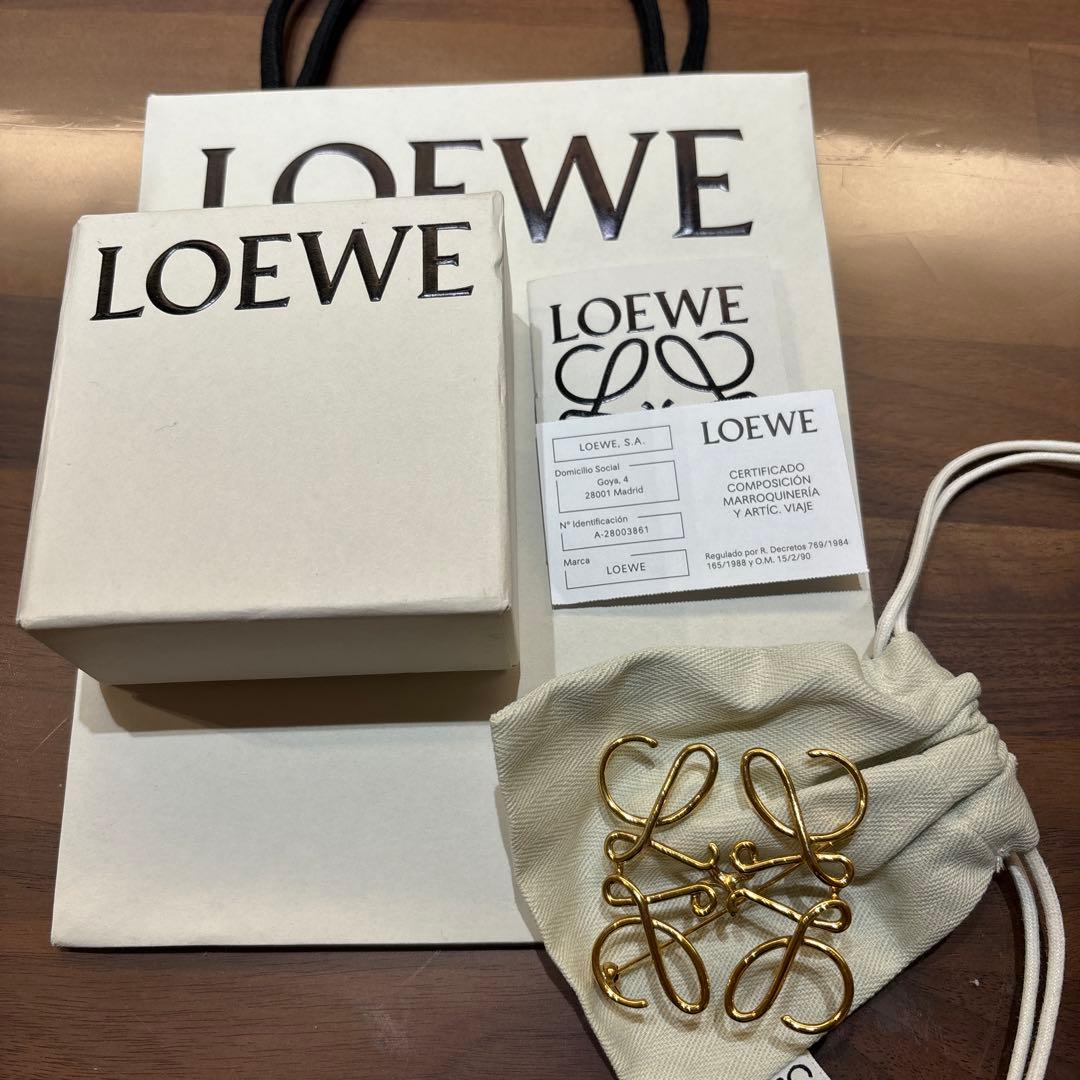 LOEWE
LOEWE
LOEWE
LOEWE, S.A.
Domicilio Social
Goya, 4
28001 Madrid
Nº Identificación
A-28003861
Marca
LOEWE
LOEWE
CERTIFICADO
COMPOSICIÓN
MARROQUINERÍA
Y ARTÍC. VIAJE
Regulado por R. Decretos 769/1984
165/1988 y O.M. 15/2/90